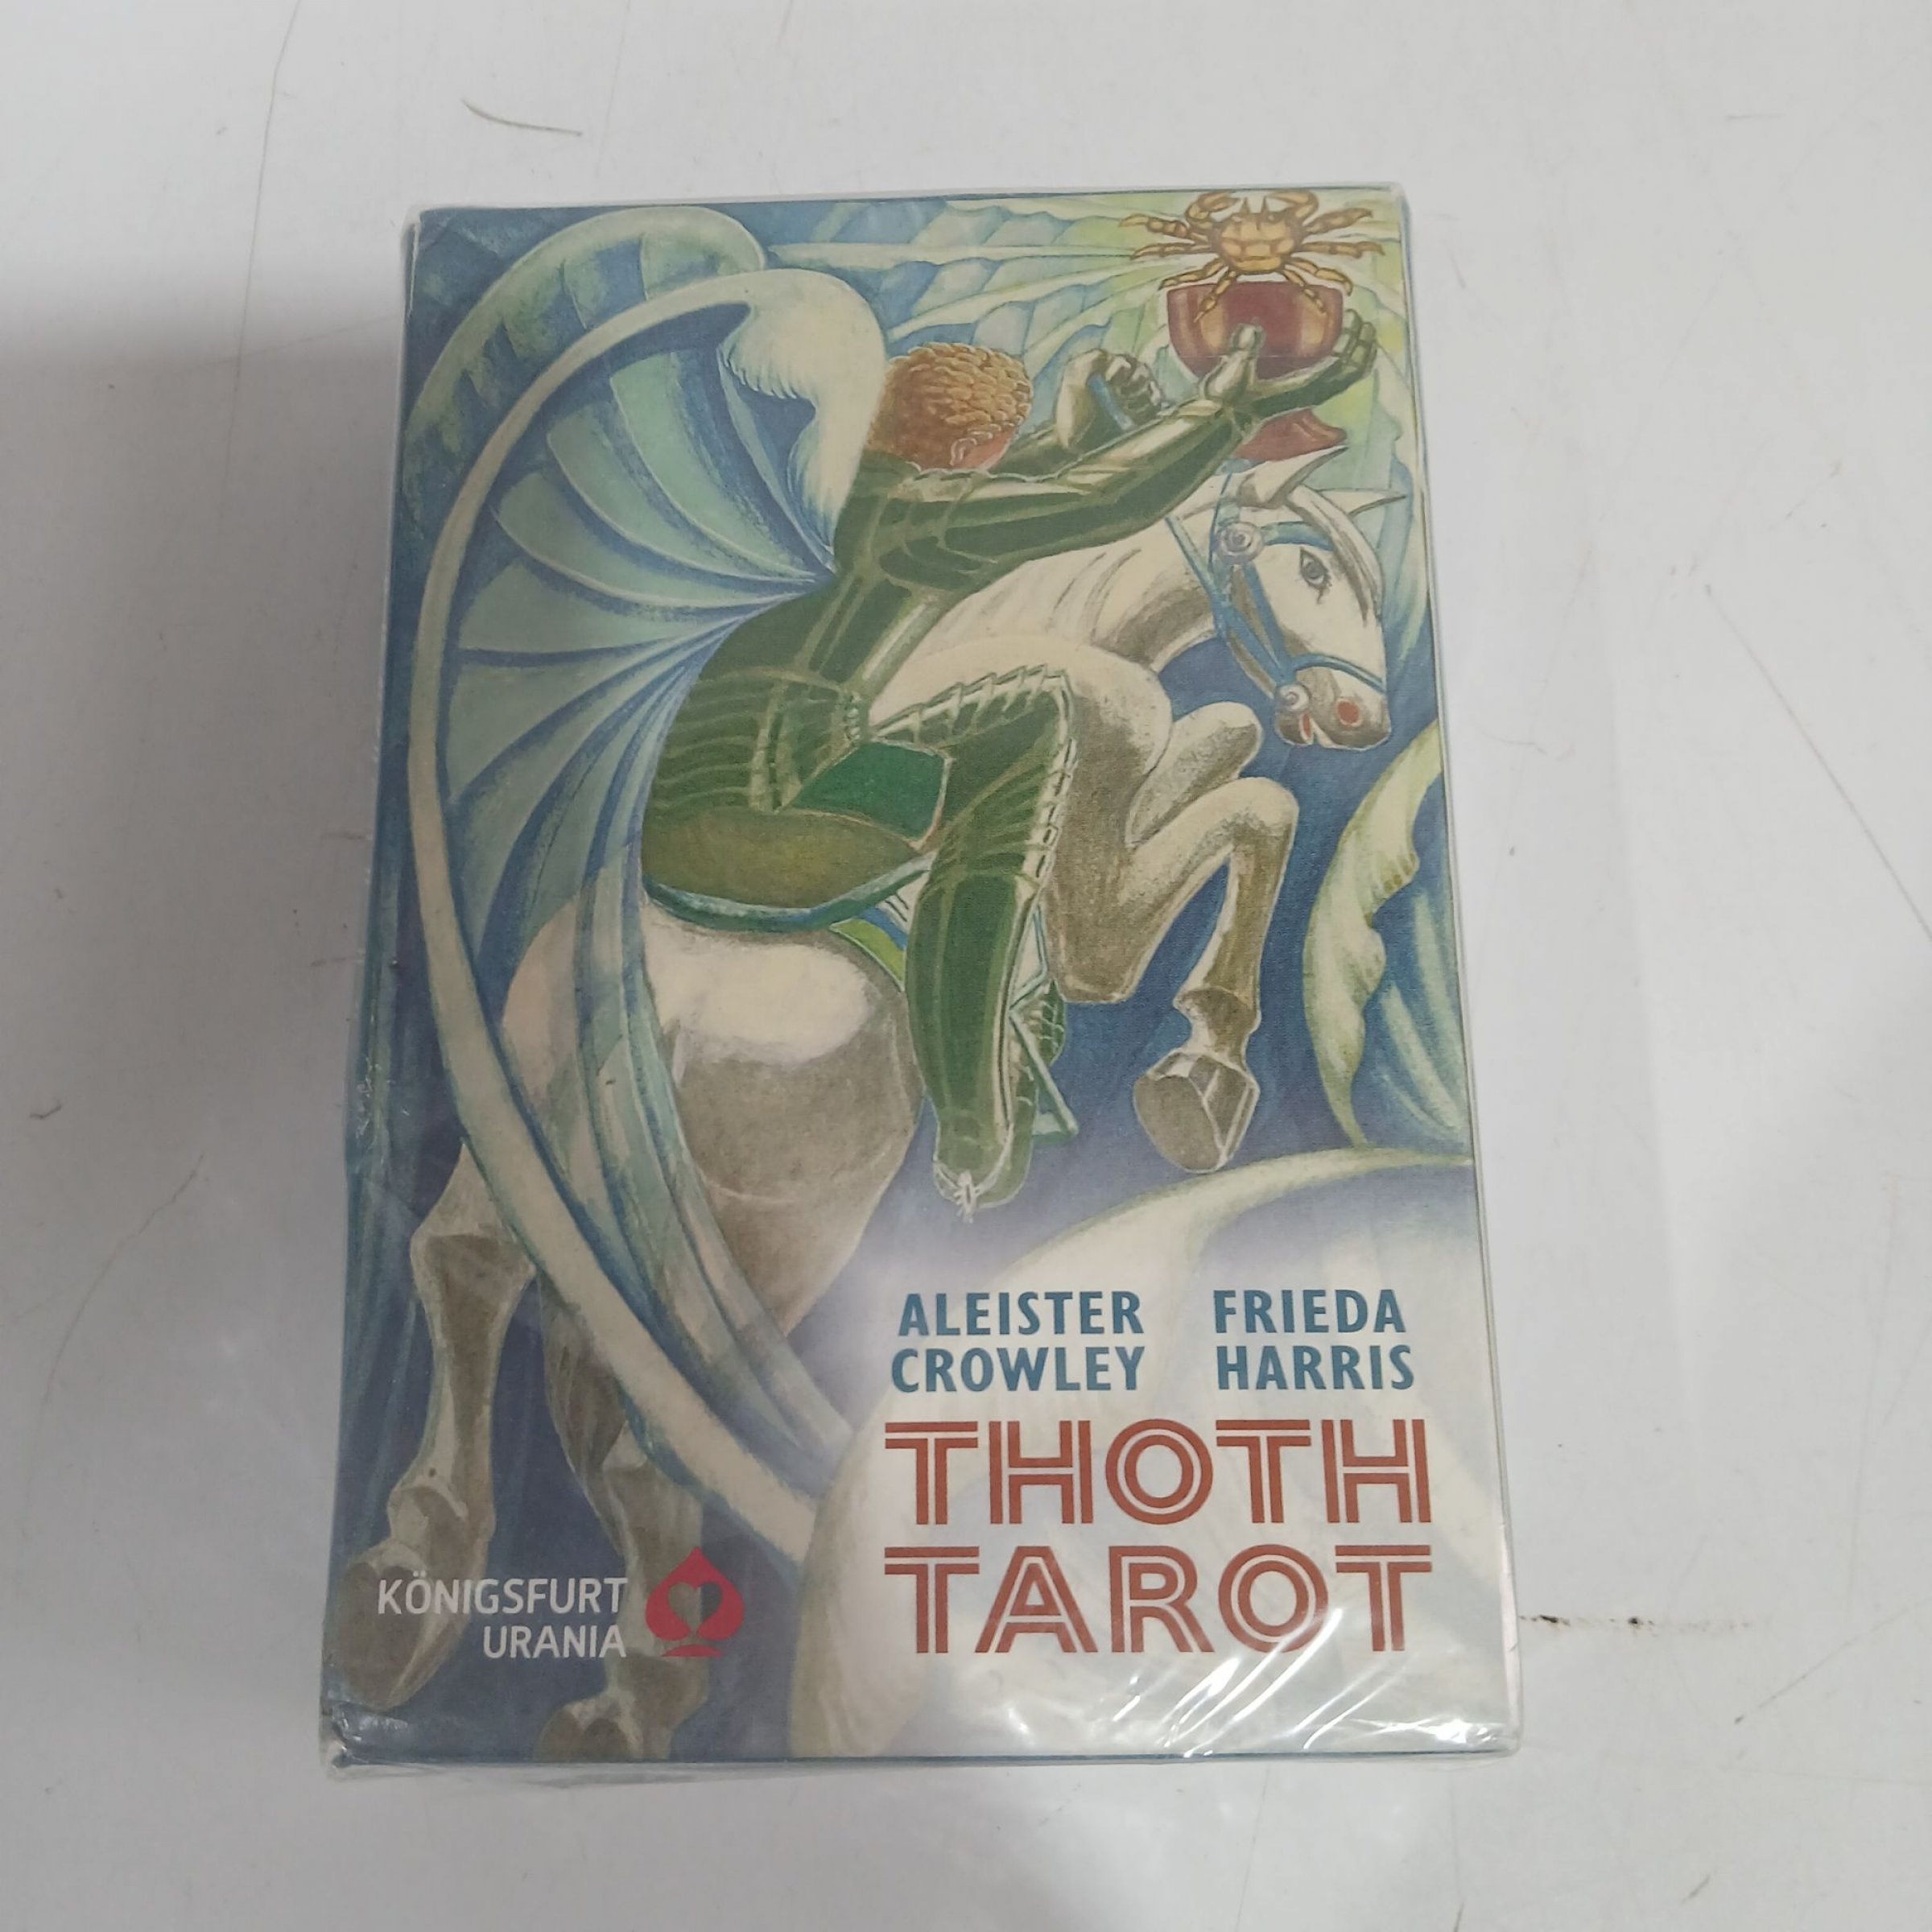 ALEISTER CROWLEY
FRIEDA HARRIS
THOTH
TAROT
KÖNIGSFURT
URANIA